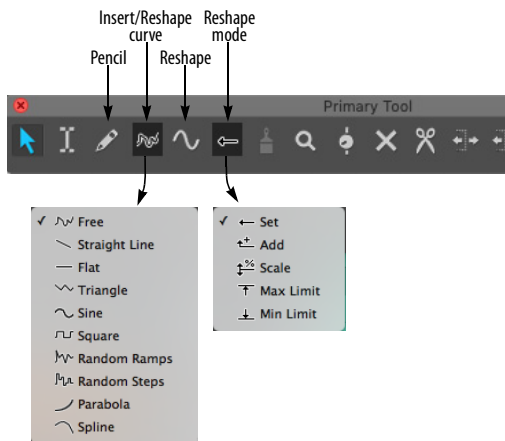 Insert/Reshape
curve
Reshape
mode
Pencil
Reshape
Primary Tool
✓ Free
Straight Line
Flat
Triangle
Sine
Square
Random Ramps
Random Steps
Parabola
Spline
✓ Set
Add
Scale
Max Limit
Min Limit